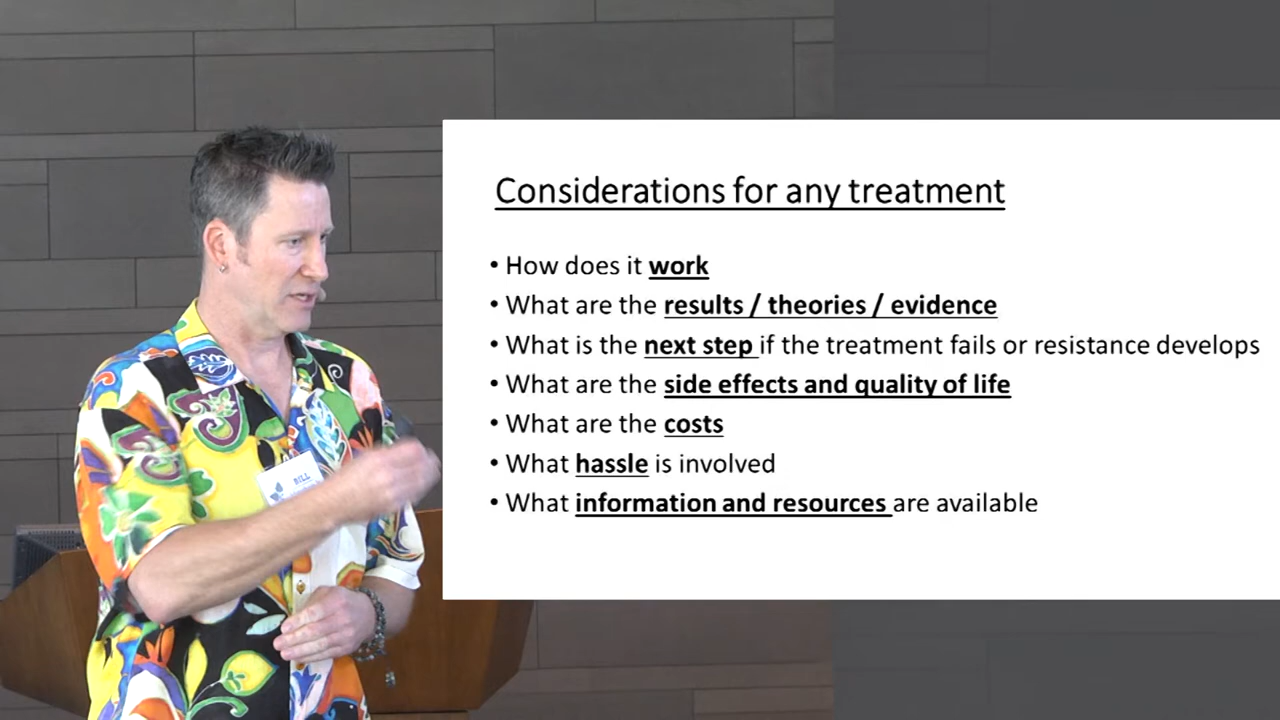 Considerations for any treatment
• How does it work
• What are the results / theories / evidence
• What is the next step if the treatment fails or resistance develops
• What are the side effects and quality of life
• What are the costs
• What hassle is involved
• What information and resources are available
BILL